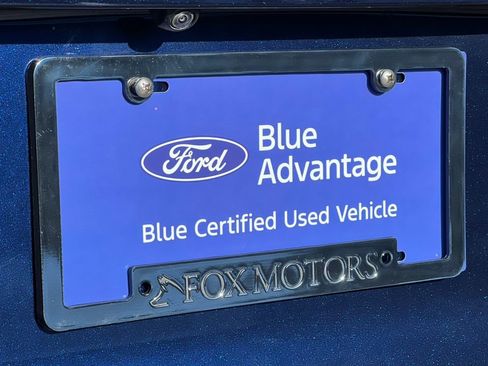 Ford
Blue
Advantage
Blue Certified Used Vehicle
FOX MOTORS